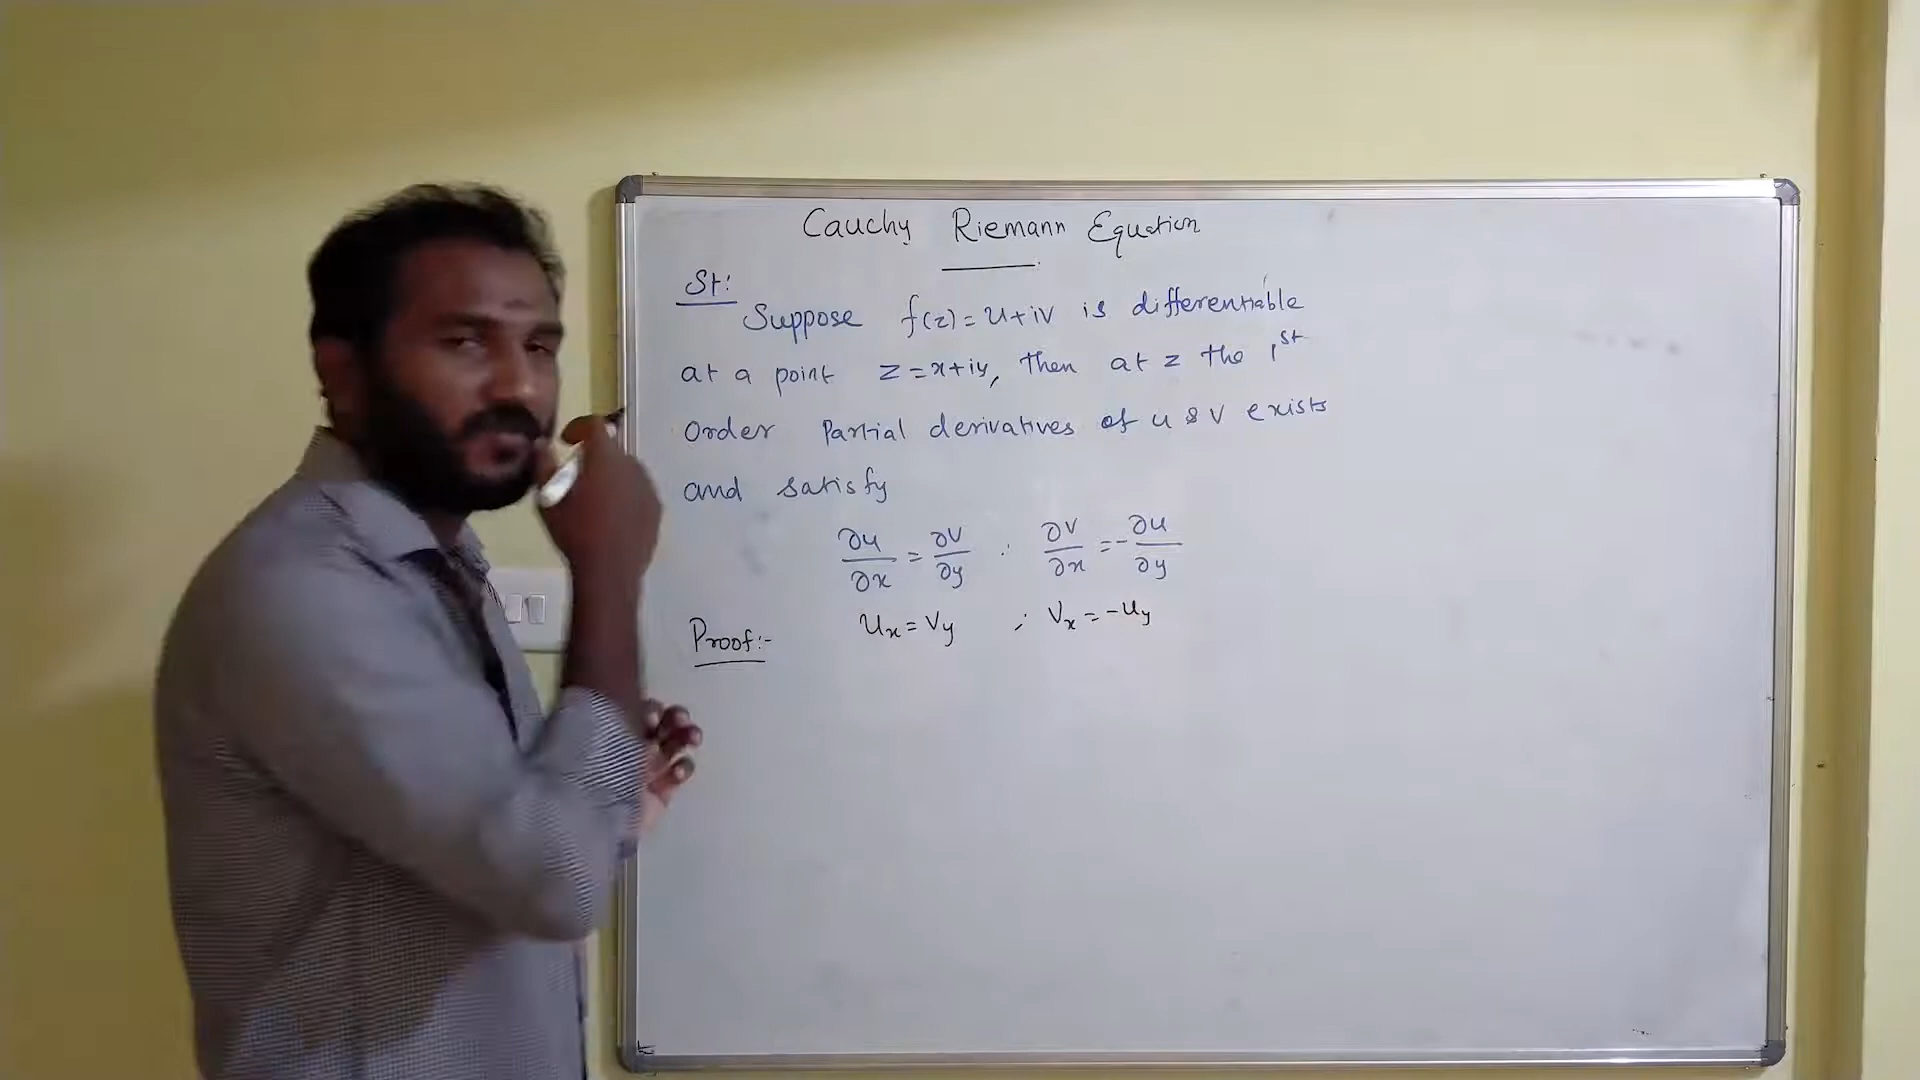 Cauchy Riemann Equation
St:
Suppose f(z) = u+iv is differentiable
at a point z = x+iy, then at z the 1st
order partial derivatives of u & v exists
and satisfy
∂u/∂x = ∂v/∂y ; ∂v/∂x = -∂u/∂y
Proof:- ux = vy ; vx = -uy